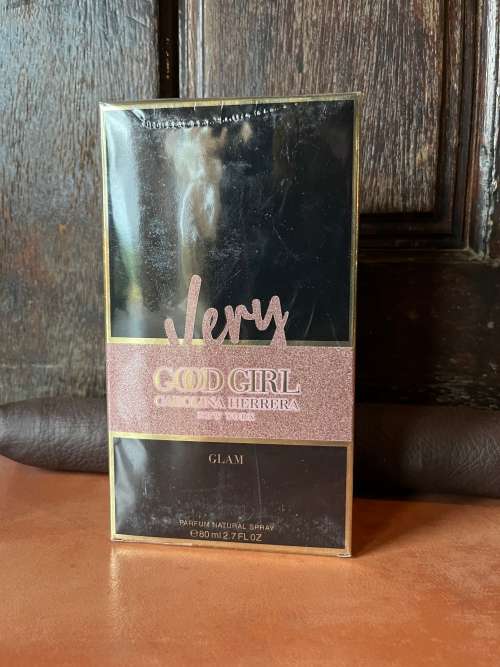 Very
GOOD GIRL
CAROLINA HERRERA
NEW YORK
GLAM
PARFUM NATURAL SPRAY
℮80 ml 2.7 FL OZ